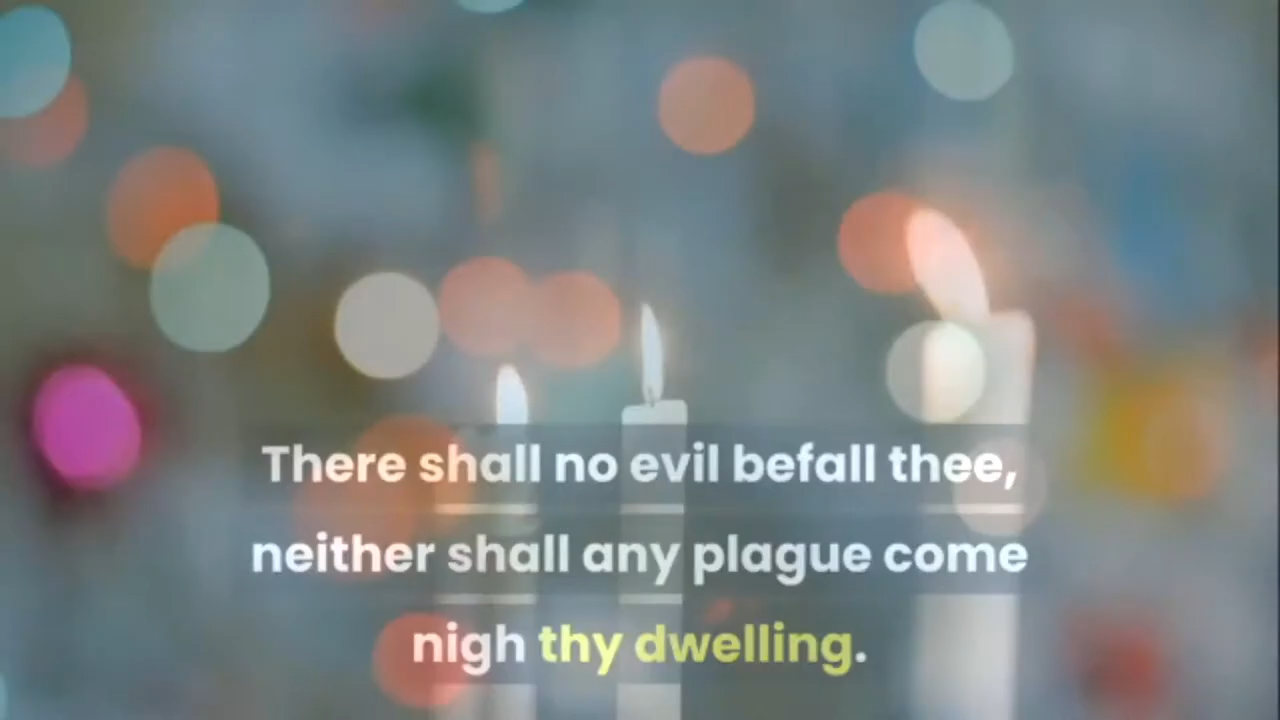 There shall no evil befall thee,
neither shall any plague come
nigh thy dwelling.